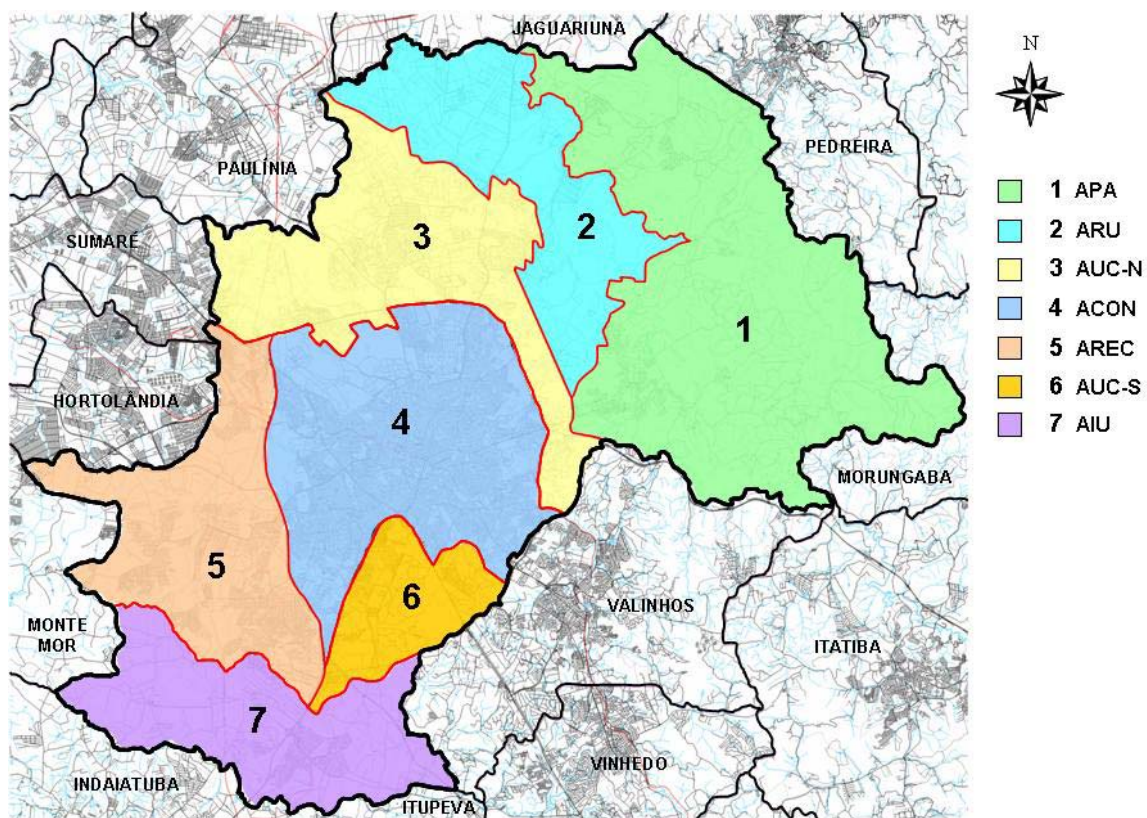 JAGUARIUNA
N
PEDREIRA
PAULÍNIA
1 APA
2 ARU
3 AUC-N
4 ACON
5 AREC
6 AUC-S
7 AIU
SUMARÉ
3
2
1
HORTOLÂNDIA
4
MORUNGABA
5
6
VALINHOS
MONTE
MOR
ITATIBA
7
VINHEDO
INDAIATUBA
ITUPEVA